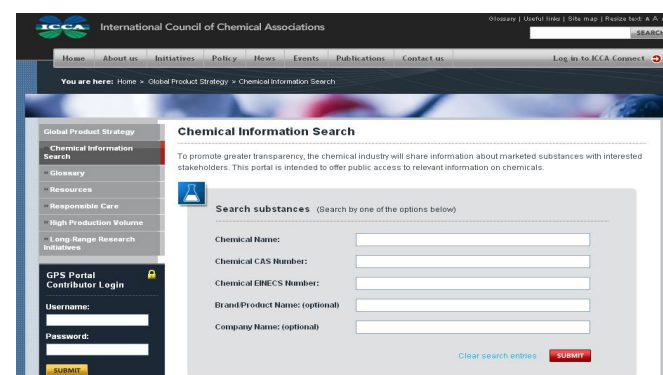 Glossary | Useful links | Site map | Resize text: A A
ICCA
International Council of Chemical Associations
SEARCH
Home About us Initiatives Policy News Events Publications Contact us Log in to ICCA Connect
You are here: Home > Global Product Strategy > Chemical Information Search
Global Product Strategy
Chemical Information
Search
Glossary
Resources
Responsible Care
High Production Volume
Long-Range Research
Initiatives
GPS Portal
Contributor Login
Username:
Password:
SUBMIT
Chemical Information Search
To promote greater transparency, the chemical industry will share information about marketed substances with interested
stakeholders. This portal is intended to offer public access to relevant information on chemicals.
Search substances (Search by one of the options below)
Chemical Name:
Chemical CAS Number:
Chemical EINECS Number:
Brand/Product Name: (optional)
Company Name: (optional)
Clear search entries SUBMIT